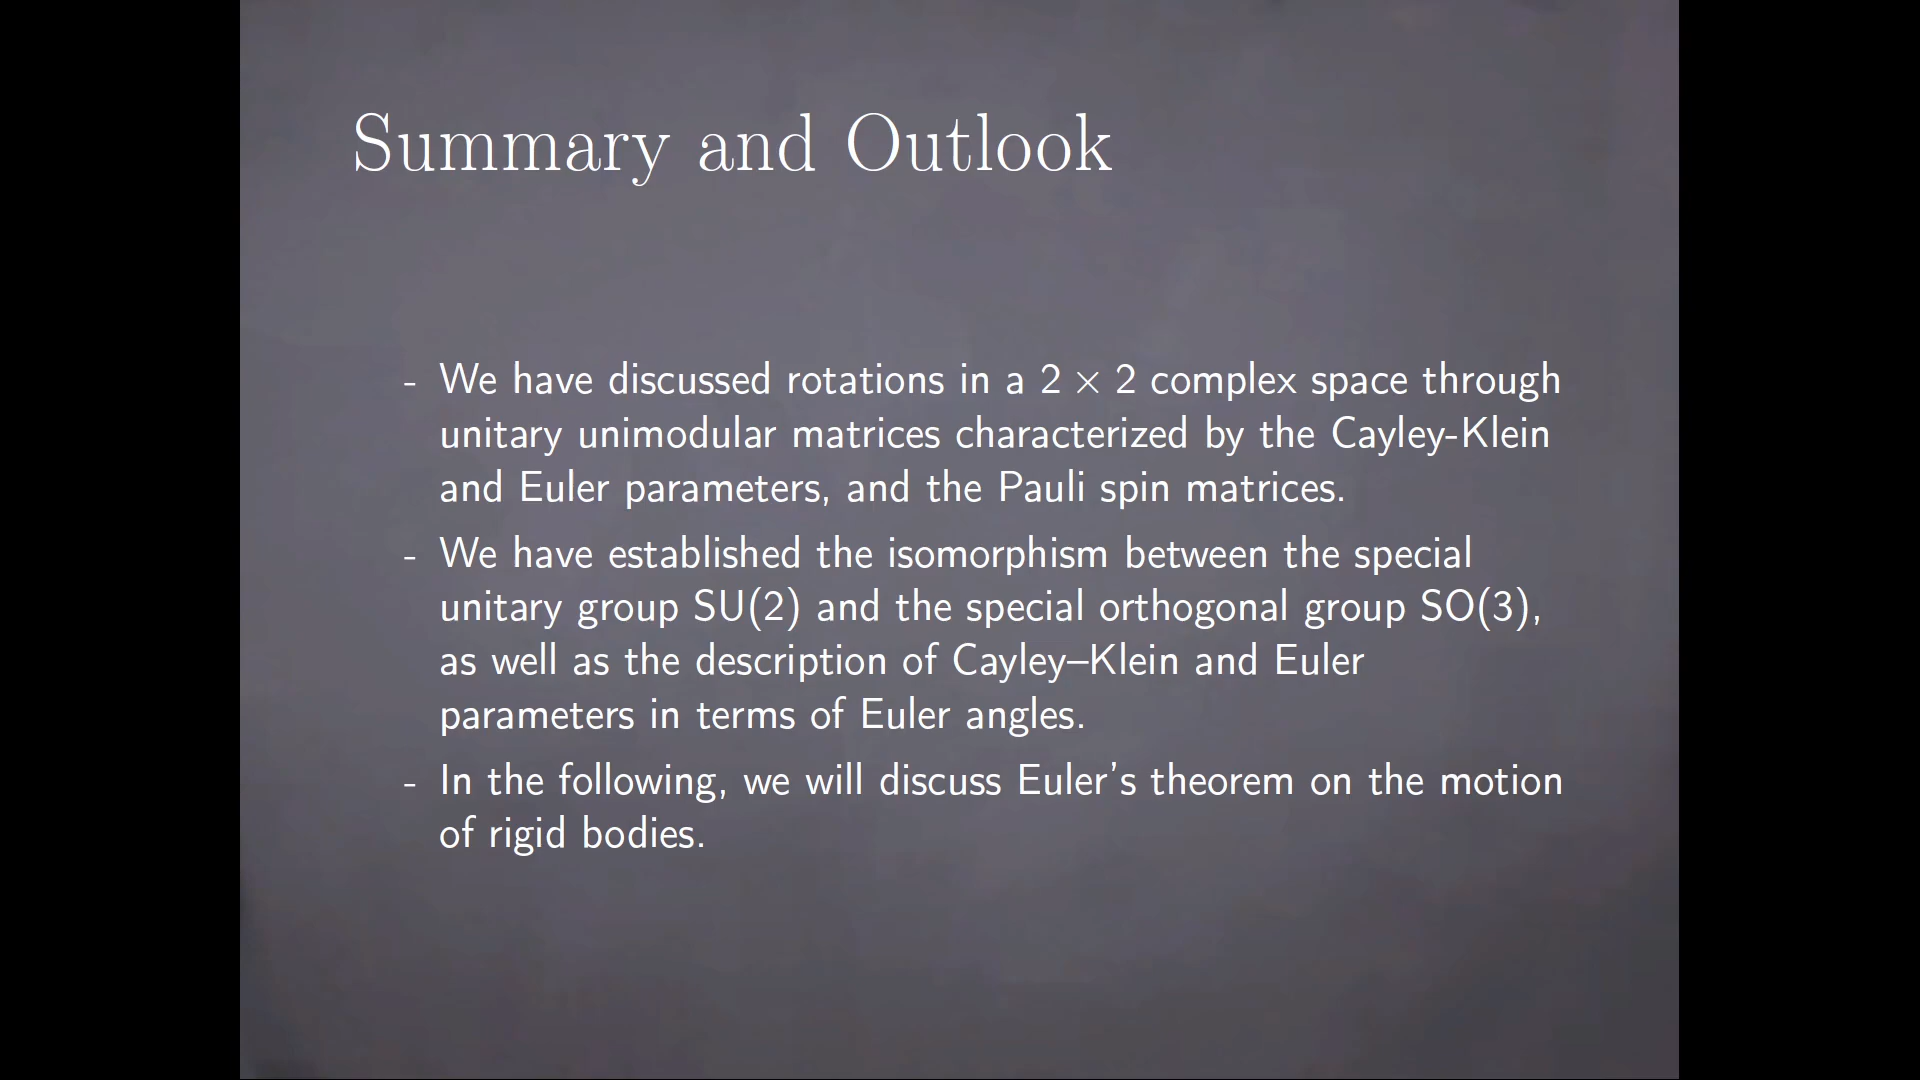 Summary and Outlook
- We have discussed rotations in a 2 × 2 complex space through
unitary unimodular matrices characterized by the Cayley-Klein
and Euler parameters, and the Pauli spin matrices.
- We have established the isomorphism between the special
unitary group SU(2) and the special orthogonal group SO(3),
as well as the description of Cayley–Klein and Euler
parameters in terms of Euler angles.
- In the following, we will discuss Euler's theorem on the motion
of rigid bodies.